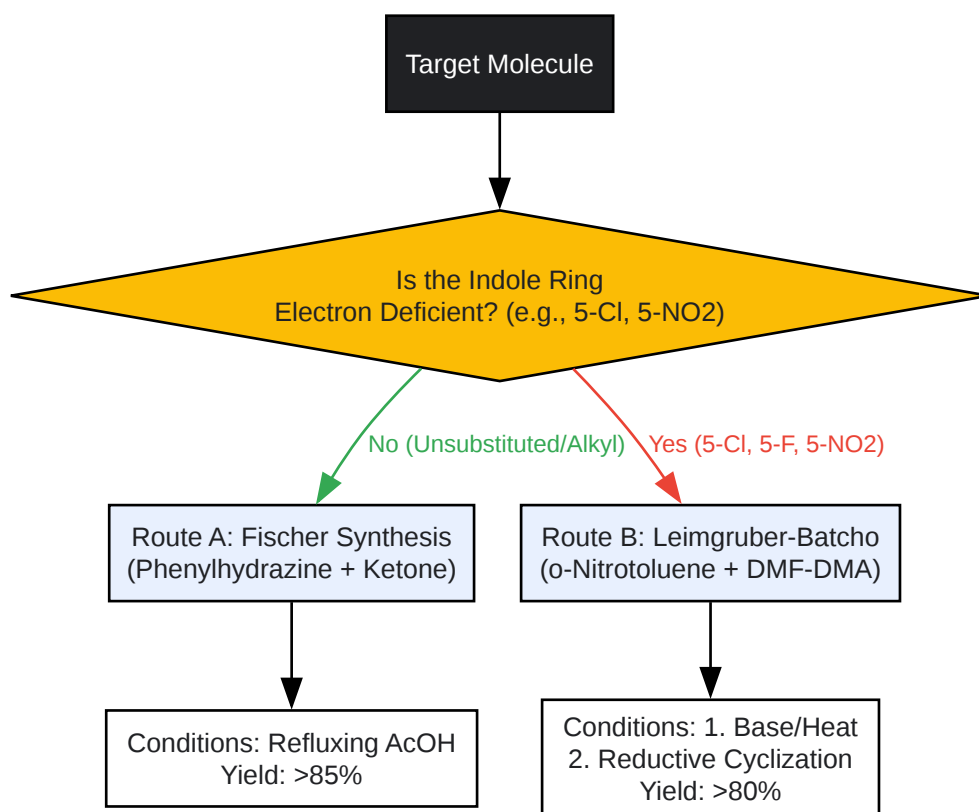 Target Molecule
Is the Indole Ring
Electron Deficient? (e.g., 5-Cl, 5-NO2)
No (Unsubstituted/Alkyl)
Yes (5-Cl, 5-F, 5-NO2)
Route A: Fischer Synthesis
(Phenylhydrazine + Ketone)
Route B: Leimgruber-Batcho
(o-Nitrotoluene + DMF-DMA)
Conditions: Refluxing AcOH
Yield: >85%
Conditions: 1. Base/Heat
2. Reductive Cyclization
Yield: >80%